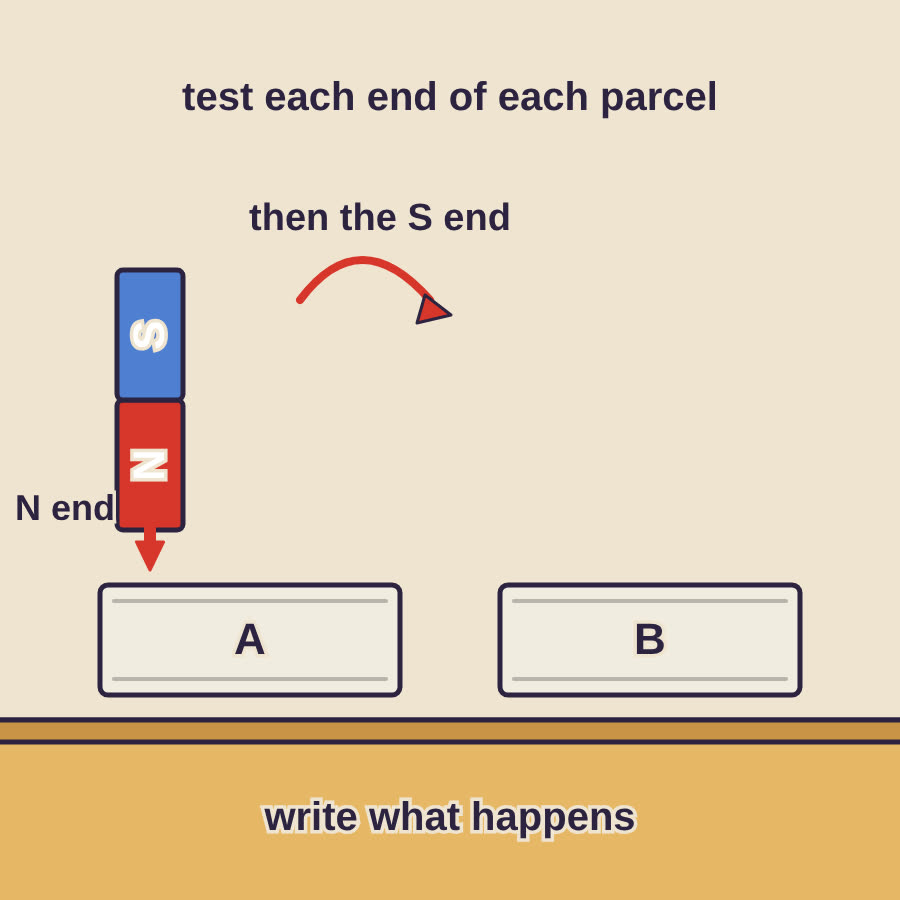 test each end of each parcel
then the S end
S
N
N end
A
B
write what happens